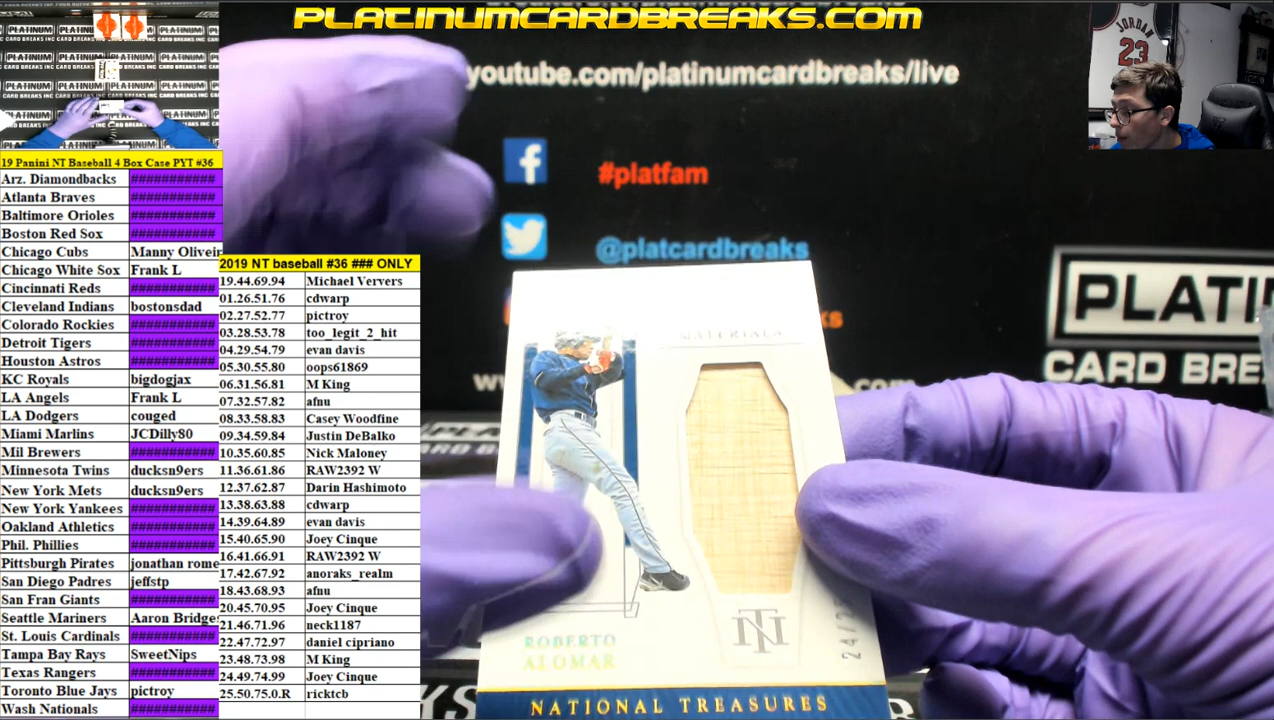 PLATINUMCARDBREAKS.COM
youtube.com/platinumcardbreaks/live
#platfam
@platcardbreaks
JORDAN
23
19 Panini NT Baseball 4 Box Case PYT #36
Arz. Diamondbacks ###########
Atlanta Braves ###########
Baltimore Orioles ###########
Boston Red Sox ###########
Chicago Cubs Manny Oliveir
Chicago White Sox Frank L
Cincinnati Reds ###########
Cleveland Indians bostonsdad
Colorado Rockies ###########
Detroit Tigers ###########
Houston Astros ###########
KC Royals bigdogjax
LA Angels Frank L
LA Dodgers couged
Miami Marlins JCDilly80
Mil Brewers ###########
Minnesota Twins ducksn9ers
New York Mets ducksn9ers
New York Yankees ###########
Oakland Athletics ###########
Phil. Phillies ###########
Pittsburgh Pirates jonathan rome
San Diego Padres jeffstp
San Fran Giants ###########
Seattle Mariners Aaron Bridge
St. Louis Cardinals ###########
Tampa Bay Rays SweetNips
Texas Rangers ###########
Toronto Blue Jays pictroy
Wash Nationals ###########
2019 NT baseball #36 ### ONLY
19.44.69.94 Michael Ververs
01.26.51.76 cdwarp
02.27.52.77 pictroy
03.28.53.78 too_legit_2_hit
04.29.54.79 evan davis
05.30.55.80 oops61869
06.31.56.81 M King
07.32.57.82 afnu
08.33.58.83 Casey Woodfine
09.34.59.84 Justin DeBalko
10.35.60.85 Nick Maloney
11.36.61.86 RAW2392 W
12.37.62.87 Darin Hashimoto
13.38.63.88 cdwarp
14.39.64.89 evan davis
15.40.65.90 Joey Cinque
16.41.66.91 RAW2392 W
17.42.67.92 anoraks_realm
18.43.68.93 afnu
20.45.70.95 Joey Cinque
21.46.71.96 neck1187
22.47.72.97 daniel cipriano
23.48.73.98 M King
24.49.74.99 Joey Cinque
25.50.75.0.R ricktcb
MATERIALS
NT
ROBERTO
ALOMAR
NATIONAL TREASURES
PLATI
CARD BRE